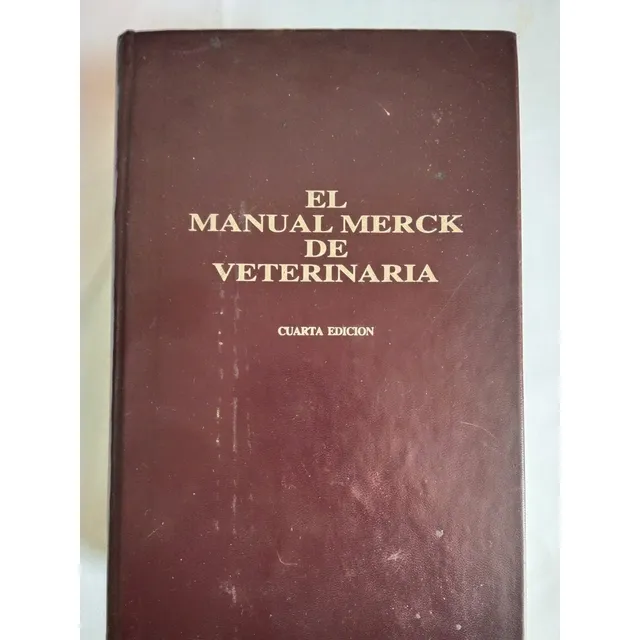 EL
MANUAL MERCK
DE
VETERINARIA
CUARTA EDICION